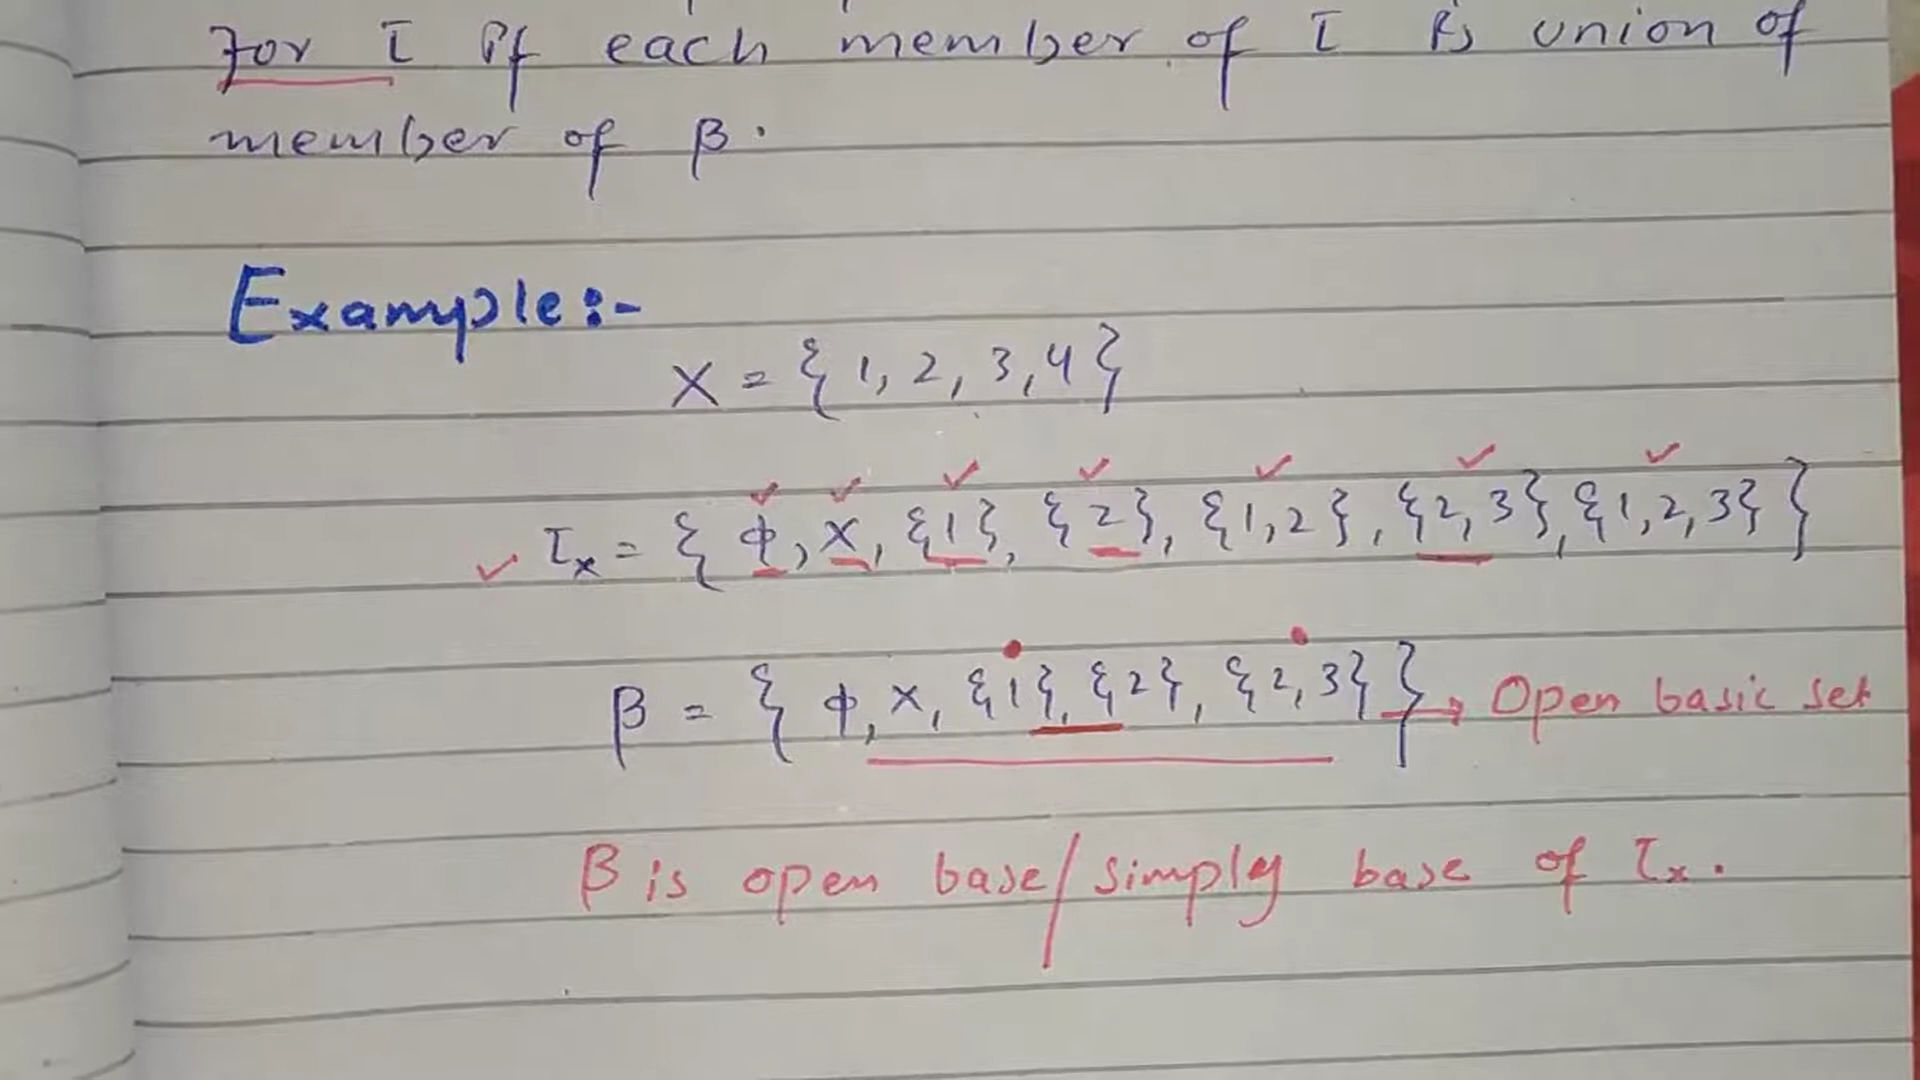 For τ if each member of τ is union of
member of β.
Example:-
X = {1, 2, 3, 4}
τₓ = { φ, X, {1}, {2}, {1, 2}, {2, 3}, {1, 2, 3} }
β = { φ, X, {1}, {2}, {2, 3} } → Open basic set
β is open base/simply base of τₓ.